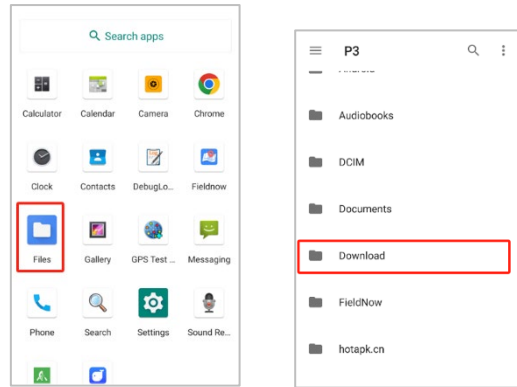 Search apps
Calculator Calendar Camera Chrome
Clock Contacts DebugLo... Fieldnow
Files Gallery GPS Test ... Messaging
Phone Search Settings Sound Re...
P3
Audiobooks
DCIM
Documents
Download
FieldNow
hotapk.cn